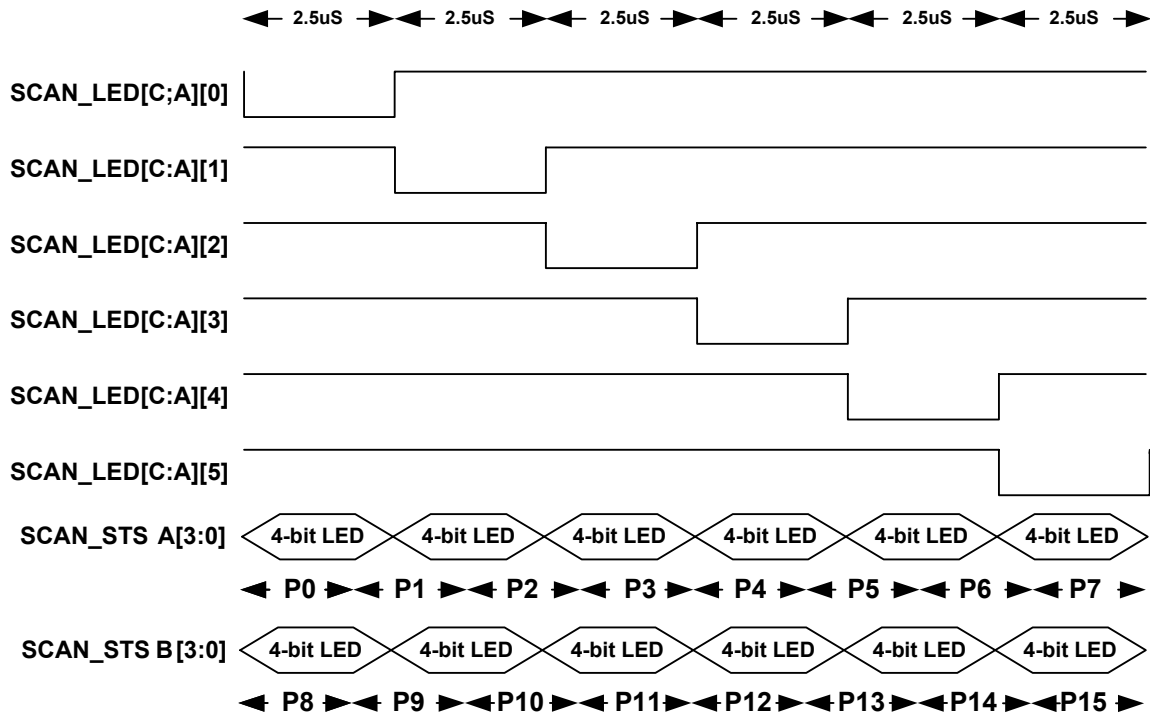 2.5uS 2.5uS 2.5uS 2.5uS 2.5uS 2.5uS
SCAN_LED[C;A][0]
SCAN_LED[C:A][1]
SCAN_LED[C:A][2]
SCAN_LED[C:A][3]
SCAN_LED[C:A][4]
SCAN_LED[C:A][5]
SCAN_STS A[3:0] 4-bit LED 4-bit LED 4-bit LED 4-bit LED 4-bit LED 4-bit LED
P0 P1 P2 P3 P4 P5 P6 P7
SCAN_STS B[3:0] 4-bit LED 4-bit LED 4-bit LED 4-bit LED 4-bit LED 4-bit LED
P8 P9 P10 P11 P12 P13 P14 P15